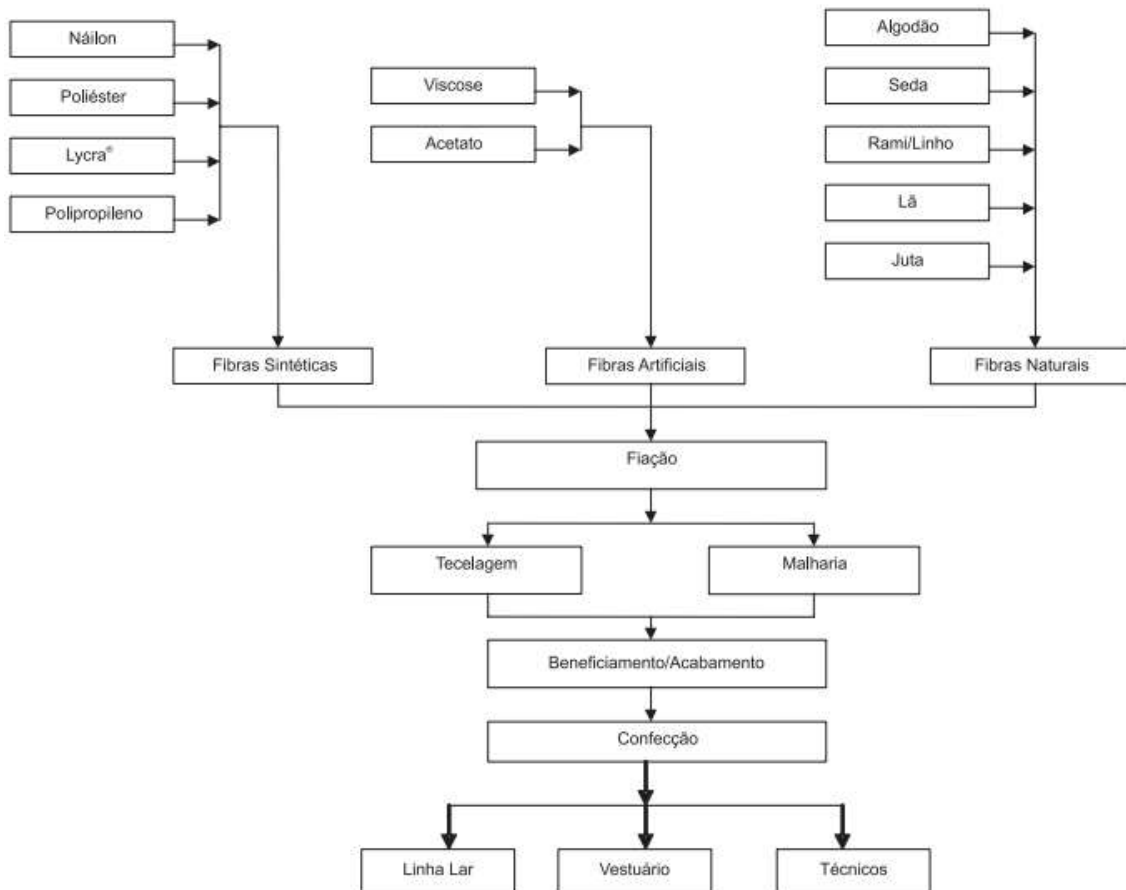 Náilon
Poliéster
Lycra®
Polipropileno
Viscose
Acetato
Algodão
Seda
Rami/Linho
Lã
Juta
Fibras Sintéticas
Fibras Artificiais
Fibras Naturais
Fiação
Tecelagem
Malharia
Beneficiamento/Acabamento
Confecção
Linha Lar
Vestuário
Técnicos